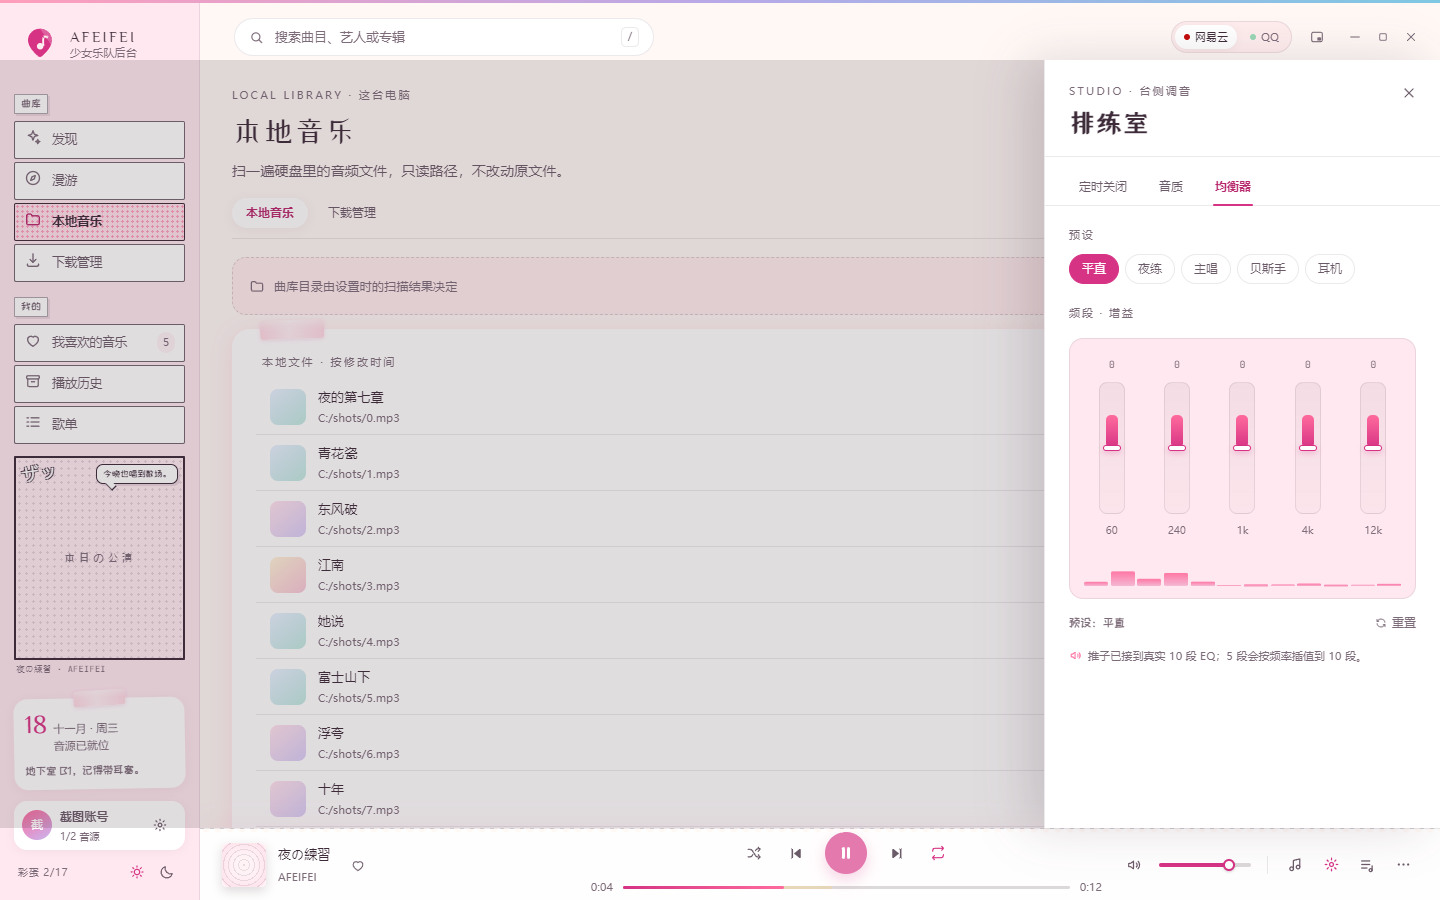 AFEIFEI
少女乐队后台
搜索曲目、艺人或专辑
/
网易云
QQ
曲库
发现
漫游
本地音乐
下载管理
我的
我喜欢的音乐
5
播放历史
歌单
ザッ
今晚也唱到散场。
本日の公演
夜の練習 · AFEIFEI
18
十一月 · 周三
音源已就位
地下室 B1，记得带耳塞。
截
截图账号
1/2 音源
彩蛋 2/17
LOCAL LIBRARY · 这台电脑
本地音乐
扫一遍硬盘里的音频文件，只读路径，不改动原文件。
本地音乐
下载管理
曲库目录由设置时的扫描结果决定
本地文件 · 按修改时间
夜的第七章
C:/shots/0.mp3
青花瓷
C:/shots/1.mp3
东风破
C:/shots/2.mp3
江南
C:/shots/3.mp3
她说
C:/shots/4.mp3
富士山下
C:/shots/5.mp3
浮夸
C:/shots/6.mp3
十年
C:/shots/7.mp3
STUDIO · 台侧调音
排练室
定时关闭
音质
均衡器
预设
平直
夜练
主唱
贝斯手
耳机
频段 · 增益
0 0 0 0 0
60 240 1k 4k 12k
预设：平直
重置
推子已接到真实 10 段 EQ；5 段会按频率插值到 10 段。
夜の練習
AFEIFEI
0:04
0:12